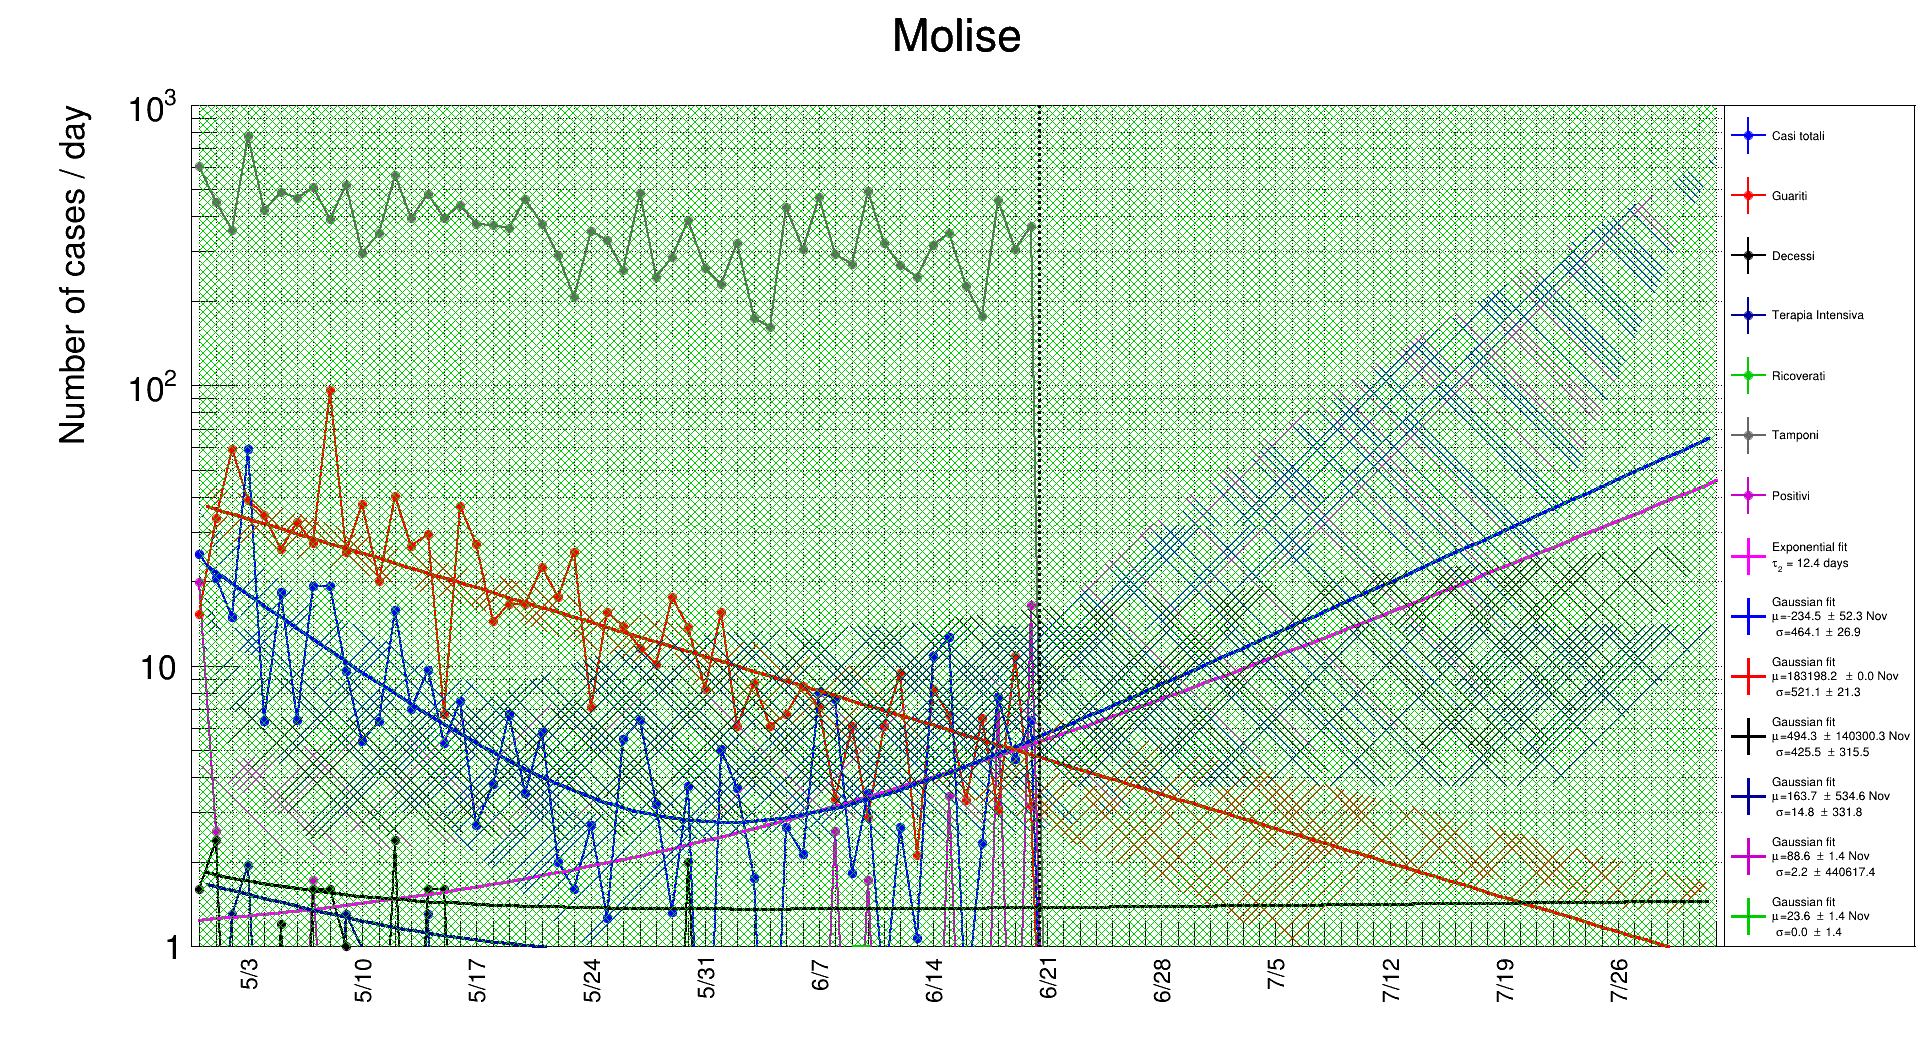 Molise
Number of cases / day
10³
10²
10
1
5/3
5/10
5/17
5/24
5/31
6/7
6/14
6/21
6/28
7/5
7/12
7/19
7/26
Casi totali
Guariti
Decessi
Terapia Intensiva
Ricoverati
Tamponi
Positivi
Exponential fit
τ₂ = 12.4 days
Gaussian fit
μ=-234.5 ± 52.3 Nov
σ=464.1 ± 26.9
Gaussian fit
μ=183198.2 ± 0.0 Nov
σ=521.1 ± 21.3
Gaussian fit
μ=494.3 ± 140300.3 Nov
σ=425.5 ± 315.5
Gaussian fit
μ=163.7 ± 534.6 Nov
σ=14.8 ± 331.8
Gaussian fit
μ=88.6 ± 1.4 Nov
σ=2.2 ± 440617.4
Gaussian fit
μ=23.6 ± 1.4 Nov
σ=0.0 ± 1.4